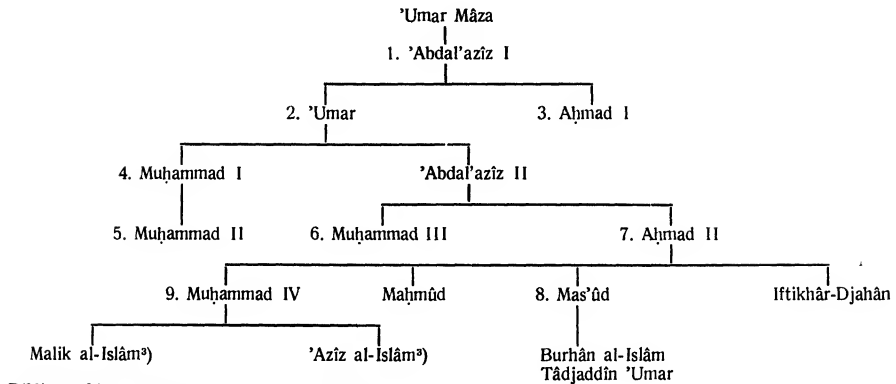 'Umar Mâza
1. 'Abdal'azîz I
2. 'Umar 3. Aḥmad I
4. Muḥammad I 'Abdal'azîz II
5. Muḥammad II 6. Muḥammad III 7. Aḥmad II
9. Muḥammad IV Maḥmûd 8. Mas'ûd Iftikhâr-Djahân
Malik al-Islâm³) 'Azîz al-Islâm³) Burhân al-Islâm
Tâdjaddîn 'Umar